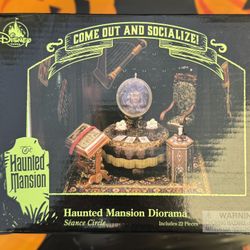 COME OUT AND SOCIALIZE!
Disney
The
Haunted
Mansion
Haunted Mansion Diorama
Séance Circle
Includes 22 Pieces
WARNING